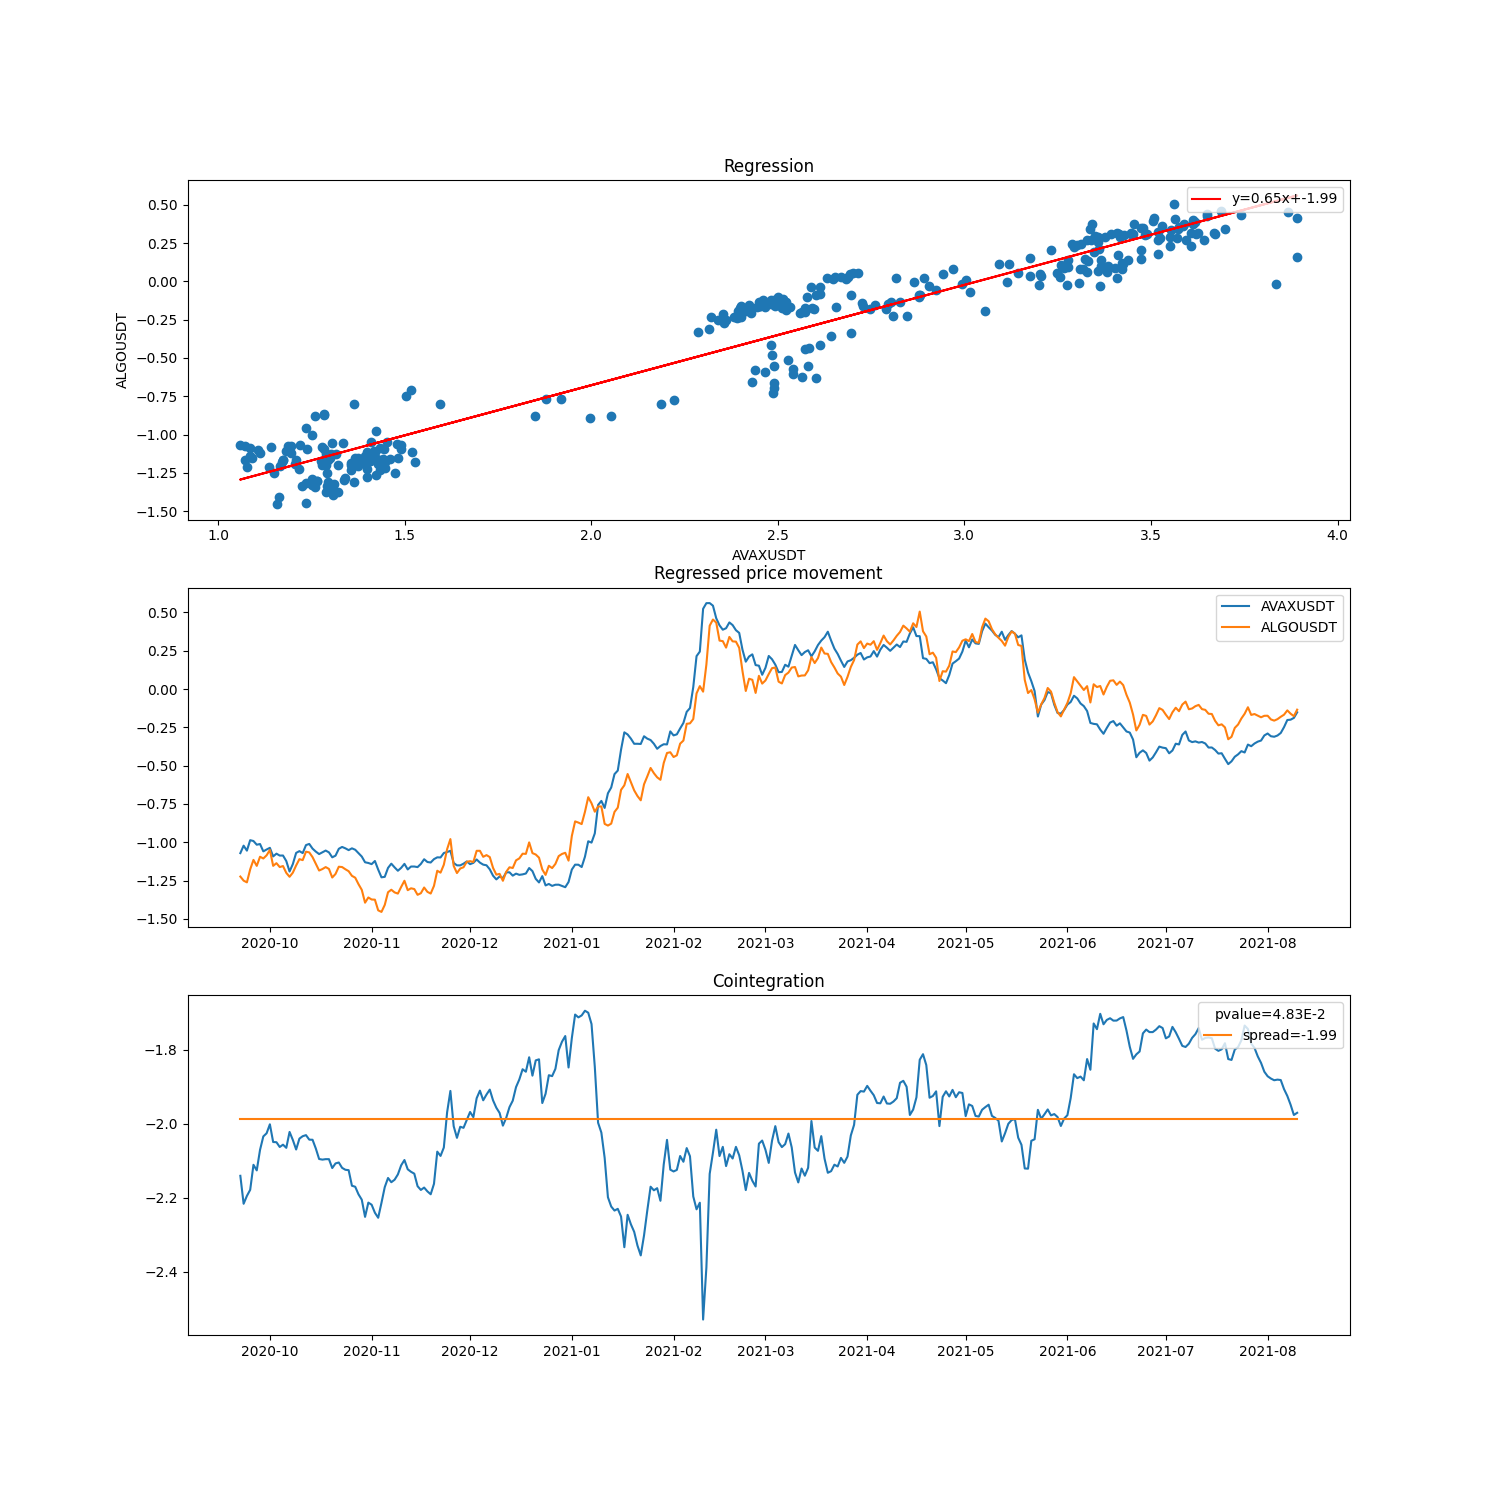 Regression
y=0.65x+-1.99
ALGOUSDT
0.50
0.25
0.00
−0.25
−0.50
−0.75
−1.00
−1.25
−1.50
1.0 1.5 2.0 2.5 3.0 3.5 4.0
AVAXUSDT
Regressed price movement
AVAXUSDT
ALGOUSDT
0.50
0.25
0.00
−0.25
−0.50
−0.75
−1.00
−1.25
−1.50
2020-10 2020-11 2020-12 2021-01 2021-02 2021-03 2021-04 2021-05 2021-06 2021-07 2021-08
Cointegration
pvalue=4.83E-2
spread=-1.99
−1.8
−2.0
−2.2
−2.4
2020-10 2020-11 2020-12 2021-01 2021-02 2021-03 2021-04 2021-05 2021-06 2021-07 2021-08